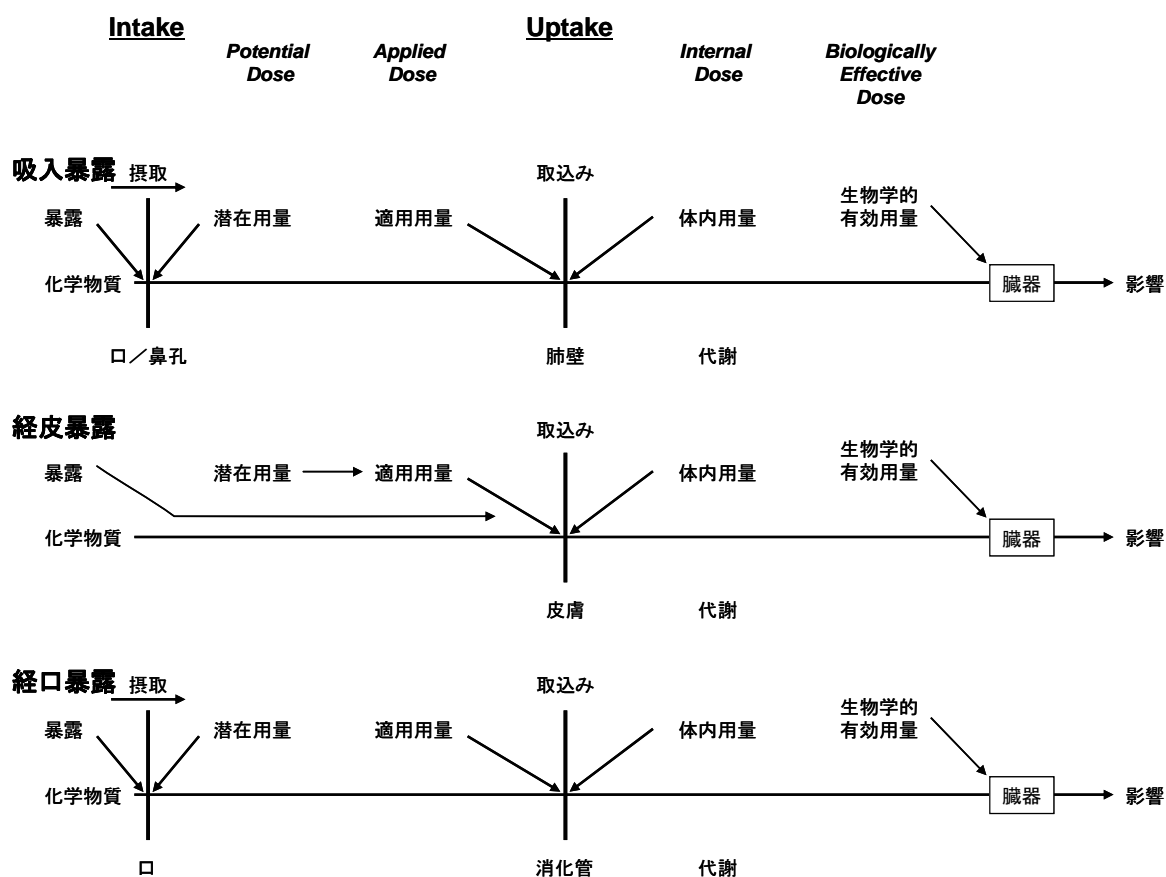 Intake
Uptake
Potential
Dose
Applied
Dose
Internal
Dose
Biologically
Effective
Dose
吸入暴露
摂取
取込み
暴露
潜在用量
適用用量
体内用量
生物学的
有効用量
化学物質
臓器
影響
口／鼻孔
肺壁
代謝
経皮暴露
取込み
暴露
潜在用量
適用用量
体内用量
生物学的
有効用量
化学物質
臓器
影響
皮膚
代謝
経口暴露
摂取
取込み
暴露
潜在用量
適用用量
体内用量
生物学的
有効用量
化学物質
臓器
影響
口
消化管
代謝